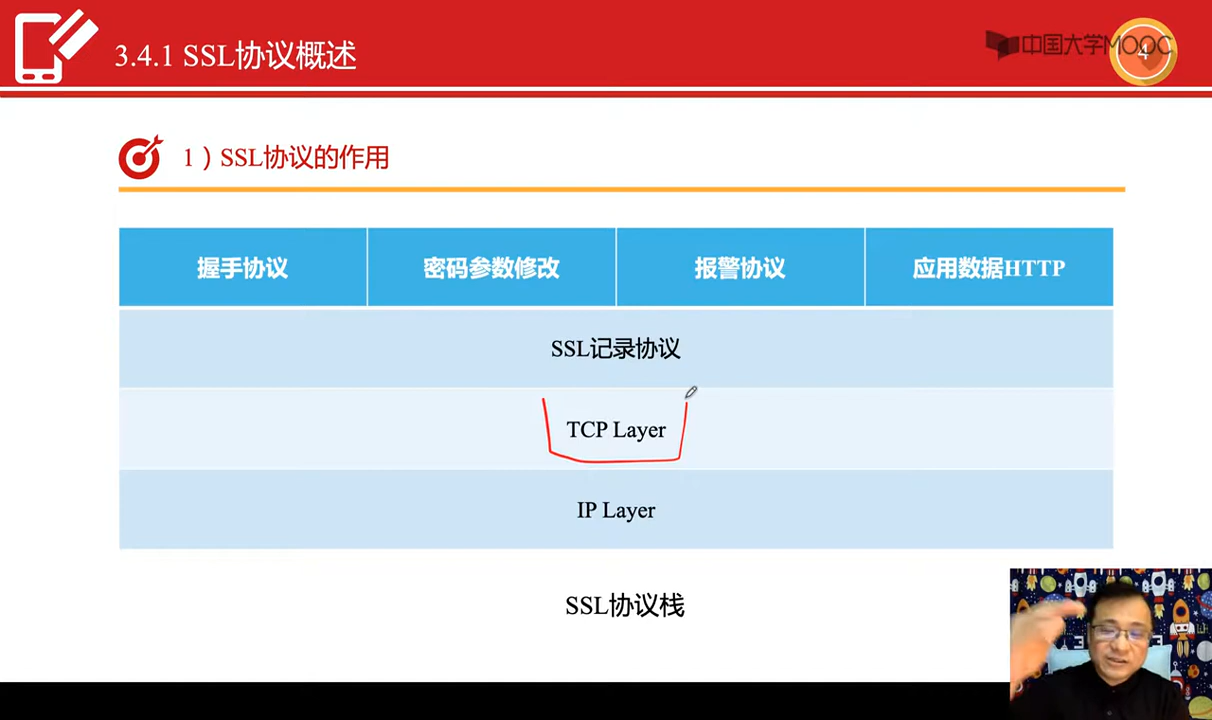 3.4.1 SSL协议概述
中国大学MOOC
4
1）SSL协议的作用
握手协议 密码参数修改 报警协议 应用数据HTTP
SSL记录协议
TCP Layer
IP Layer
SSL协议栈